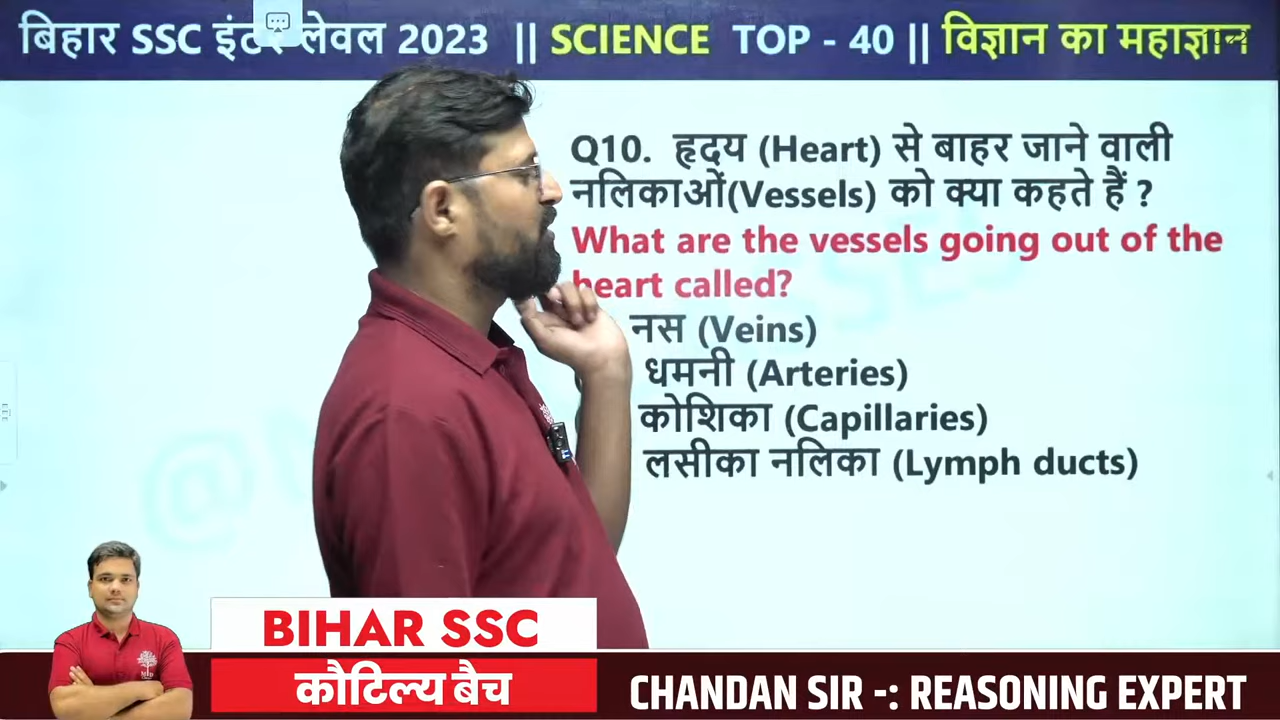 बिहार SSC इंटर लेवल 2023 || SCIENCE TOP - 40 || विज्ञान का महाज्ञान
Q10. हृदय (Heart) से बाहर जाने वाली
नलिकाओं(Vessels) को क्या कहते हैं ?
What are the vessels going out of the
heart called?
नस (Veins)
धमनी (Arteries)
कोशिका (Capillaries)
लसीका नलिका (Lymph ducts)
BIHAR SSC
कौटिल्य बैच
CHANDAN SIR -: REASONING EXPERT